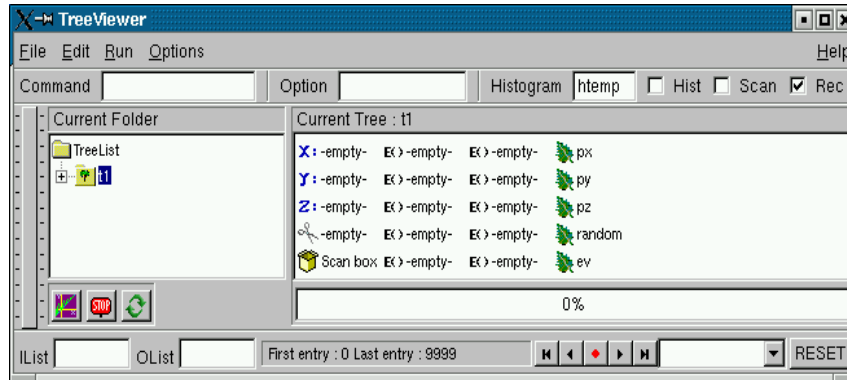 TreeViewer
File Edit Run Options Help
Command Option Histogram htemp Hist Scan Rec
Current Folder Current Tree : t1
TreeList
t1
X: -empty- E() -empty- E() -empty- px
Y: -empty- E() -empty- E() -empty- py
Z: -empty- E() -empty- E() -empty- pz
-empty- E() -empty- E() -empty- random
Scan box E() -empty- E() -empty- ev
STOP
0%
IList OList First entry : 0 Last entry : 9999 RESET